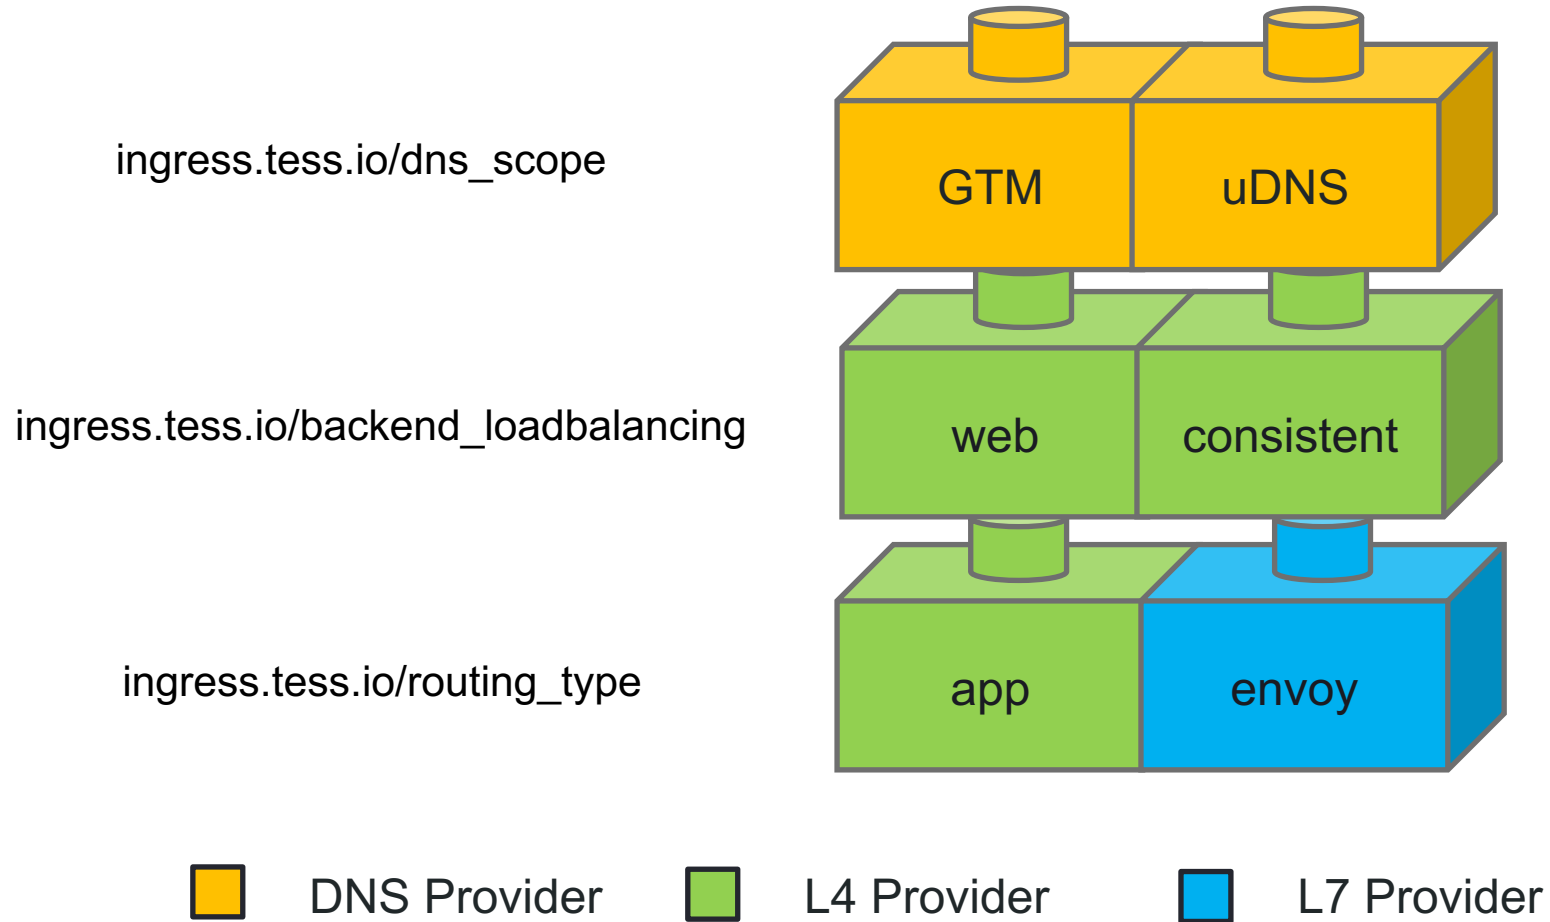 ingress.tess.io/dns_scope
GTM
uDNS
ingress.tess.io/backend_loadbalancing
web
consistent
ingress.tess.io/routing_type
app
envoy
DNS Provider
L4 Provider
L7 Provider